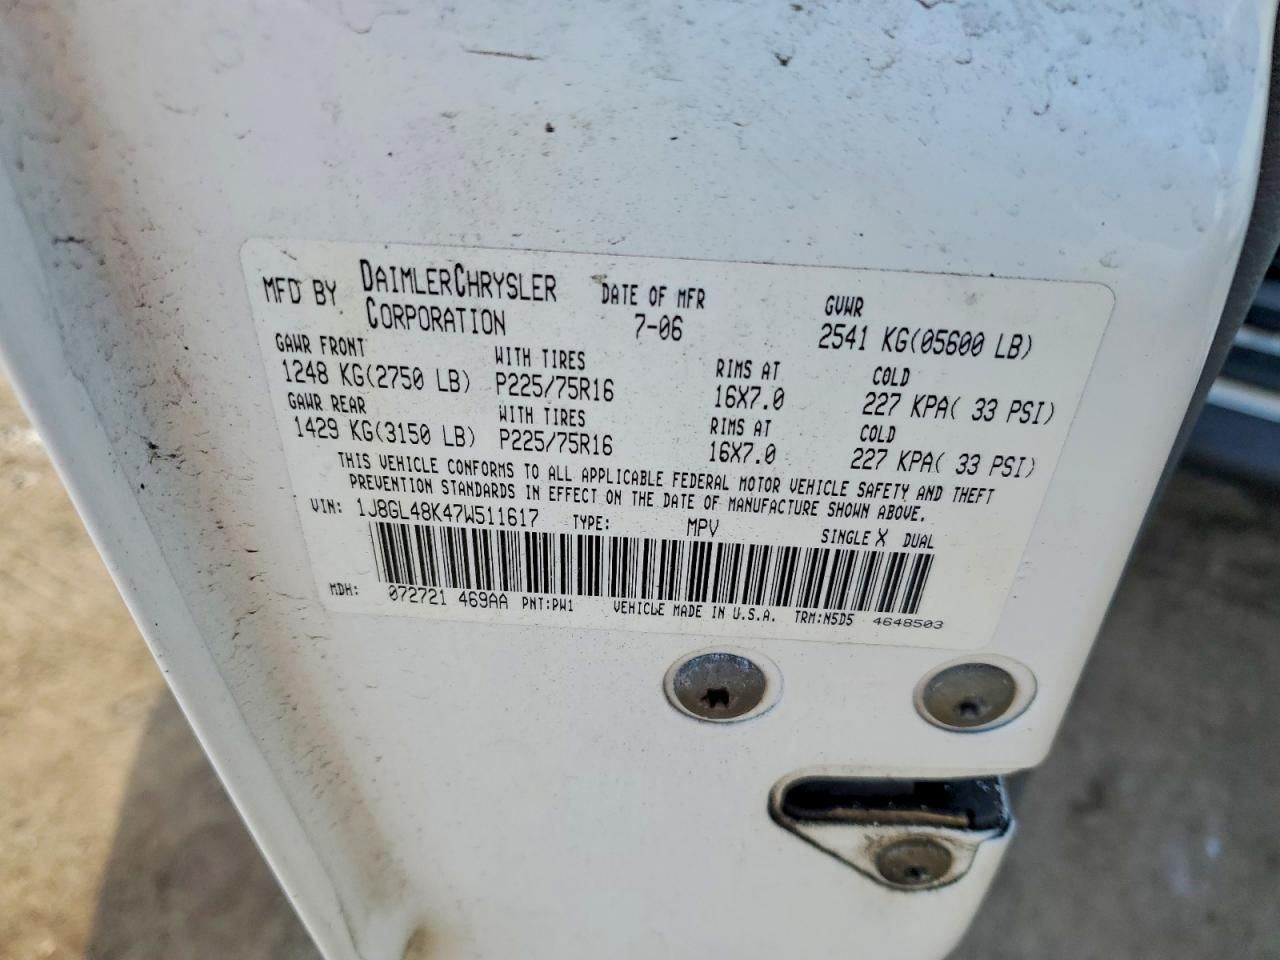 MFD BY DAIMLERCHRYSLER CORPORATION DATE OF MFR 7-06 GVWR 2541 KG(05600 LB)
GAWR FRONT WITH TIRES RIMS AT COLD
1248 KG(2750 LB) P225/75R16 16X7.0 227 KPA( 33 PSI)
GAWR REAR WITH TIRES RIMS AT COLD
1429 KG(3150 LB) P225/75R16 16X7.0 227 KPA( 33 PSI)
THIS VEHICLE CONFORMS TO ALL APPLICABLE FEDERAL MOTOR VEHICLE SAFETY AND THEFT
PREVENTION STANDARDS IN EFFECT ON THE DATE OF MANUFACTURE SHOWN ABOVE.
VIN: 1J8GL48K47W511617 TYPE: MPV SINGLE X DUAL
MDH: 072721 469AA PNT:PW1 VEHICLE MADE IN U.S.A. TRM:N5D5 4648503